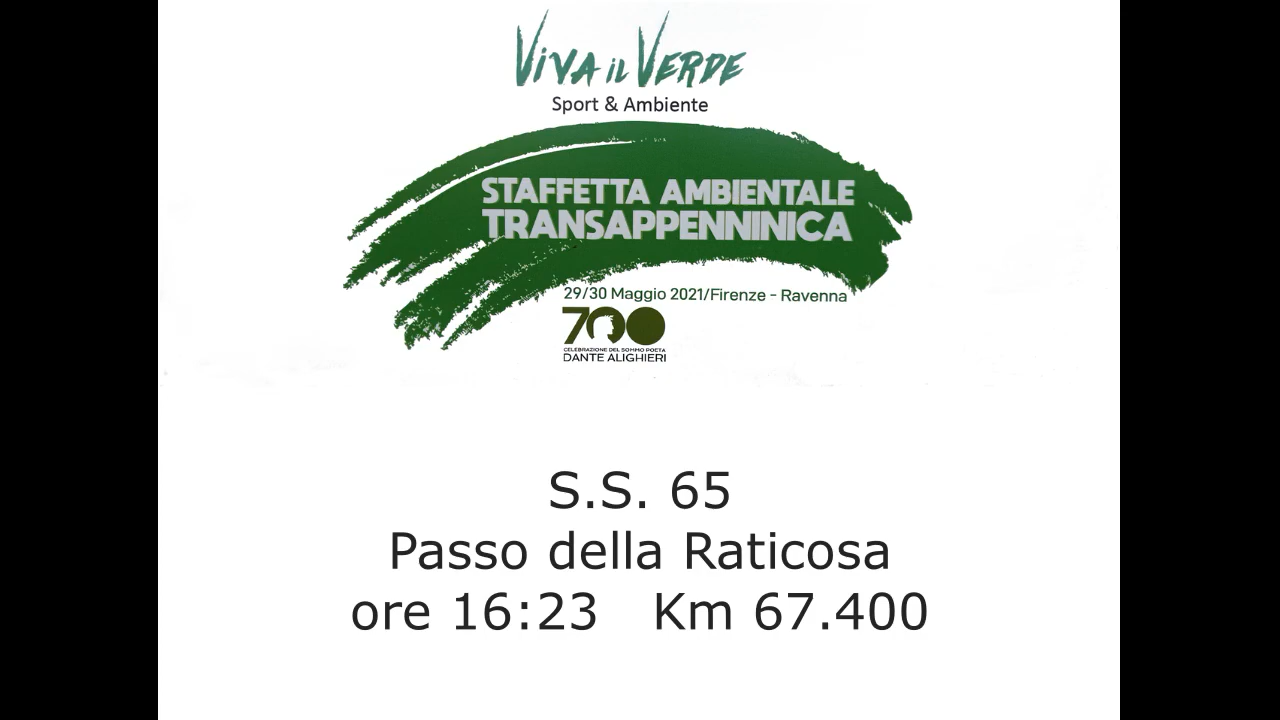 Viva il Verde
Sport & Ambiente
STAFFETTA AMBIENTALE
TRANSAPPENNINICA
29/30 Maggio 2021/Firenze - Ravenna
700
CELEBRAZIONE DEL SOMMO POETA
DANTE ALIGHIERI
S.S. 65
Passo della Raticosa
ore 16:23 Km 67.400